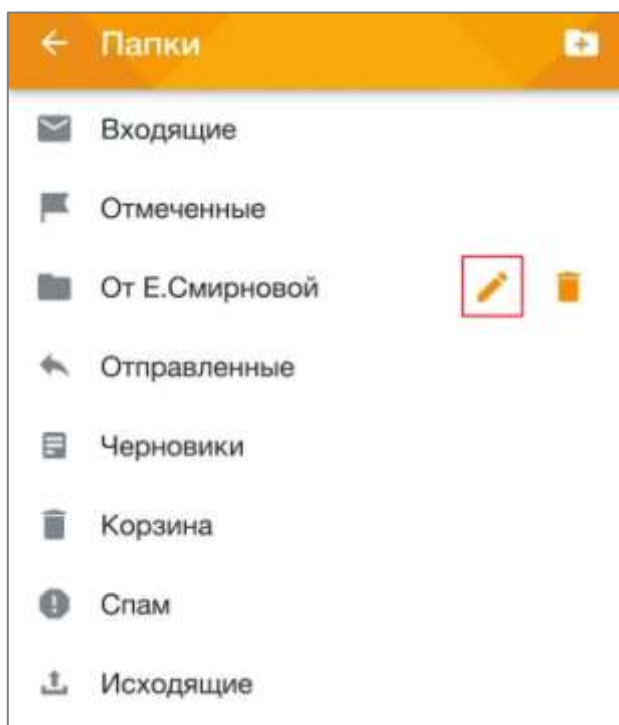 Папки
Входящие
Отмеченные
От Е.Смирновой
Отправленные
Черновики
Корзина
Спам
Исходящие